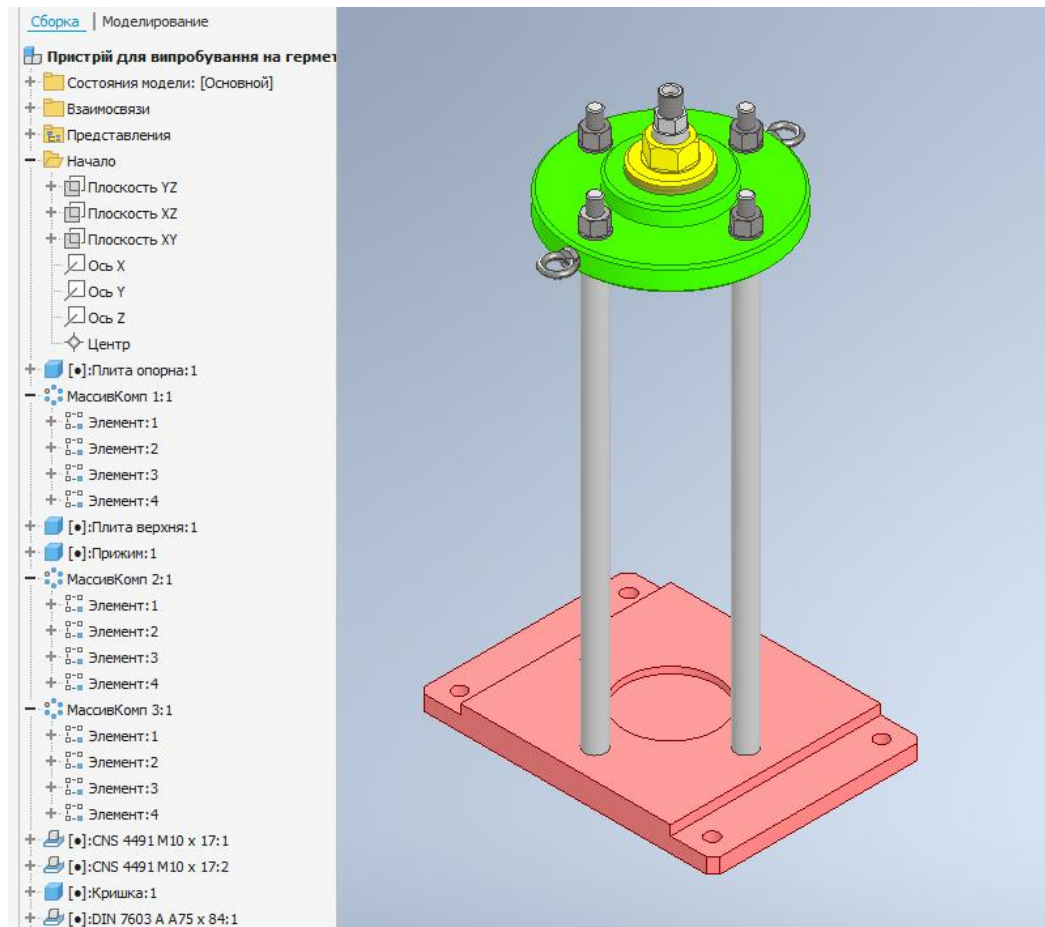 Сборка | Моделирование
Пристрій для випробування на гермет
Состояния модели: [Основной]
Взаимосвязи
Представления
Начало
Плоскость YZ
Плоскость XZ
Плоскость XY
Ось X
Ось Y
Ось Z
Центр
[•]:Плита опорна:1
МассивКомп 1:1
Элемент:1
Элемент:2
Элемент:3
Элемент:4
[•]:Плита верхня:1
[•]:Прижим:1
МассивКомп 2:1
Элемент:1
Элемент:2
Элемент:3
Элемент:4
МассивКомп 3:1
Элемент:1
Элемент:2
Элемент:3
Элемент:4
[•]:CNS 4491 M10 x 17:1
[•]:CNS 4491 M10 x 17:2
[•]:Кришка:1
[•]:DIN 7603 A A75 x 84:1